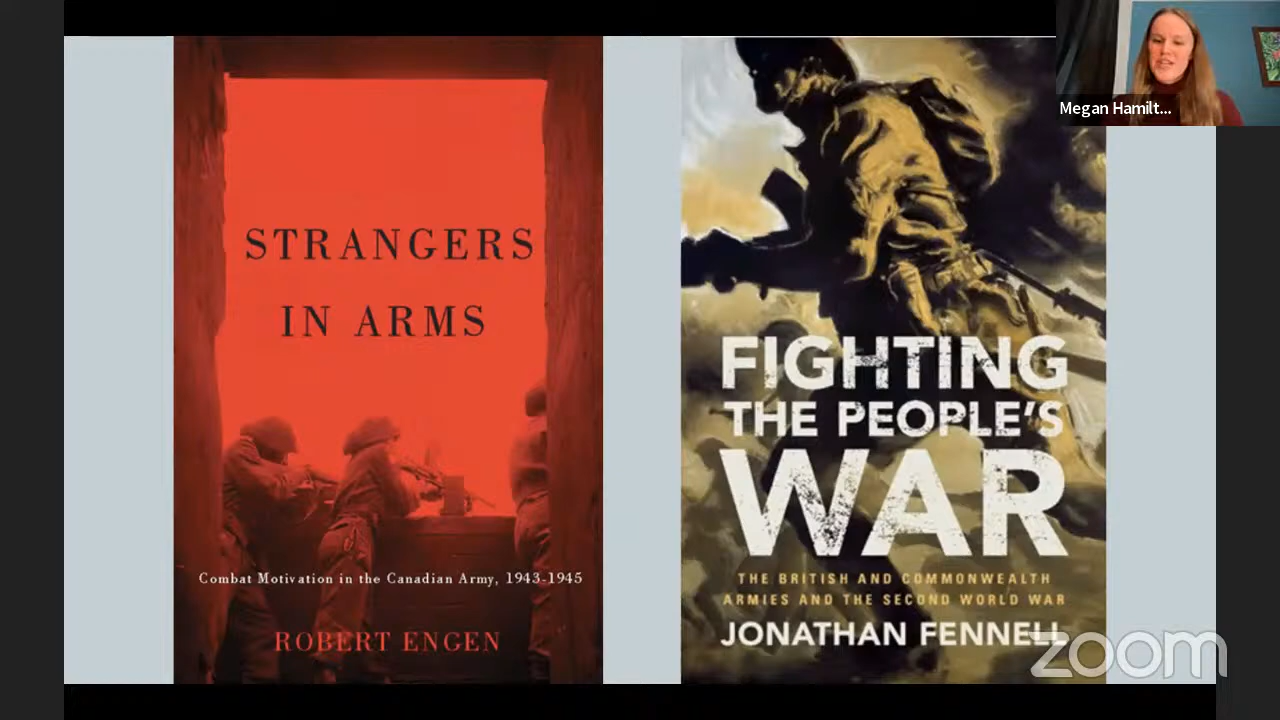 STRANGERS
IN ARMS
Combat Motivation in the Canadian Army, 1943-1945
ROBERT ENGEN
FIGHTING
THE PEOPLE'S
WAR
THE BRITISH AND COMMONWEALTH
ARMIES AND THE SECOND WORLD WAR
JONATHAN FENNELL
Megan Hamilt...
zoom